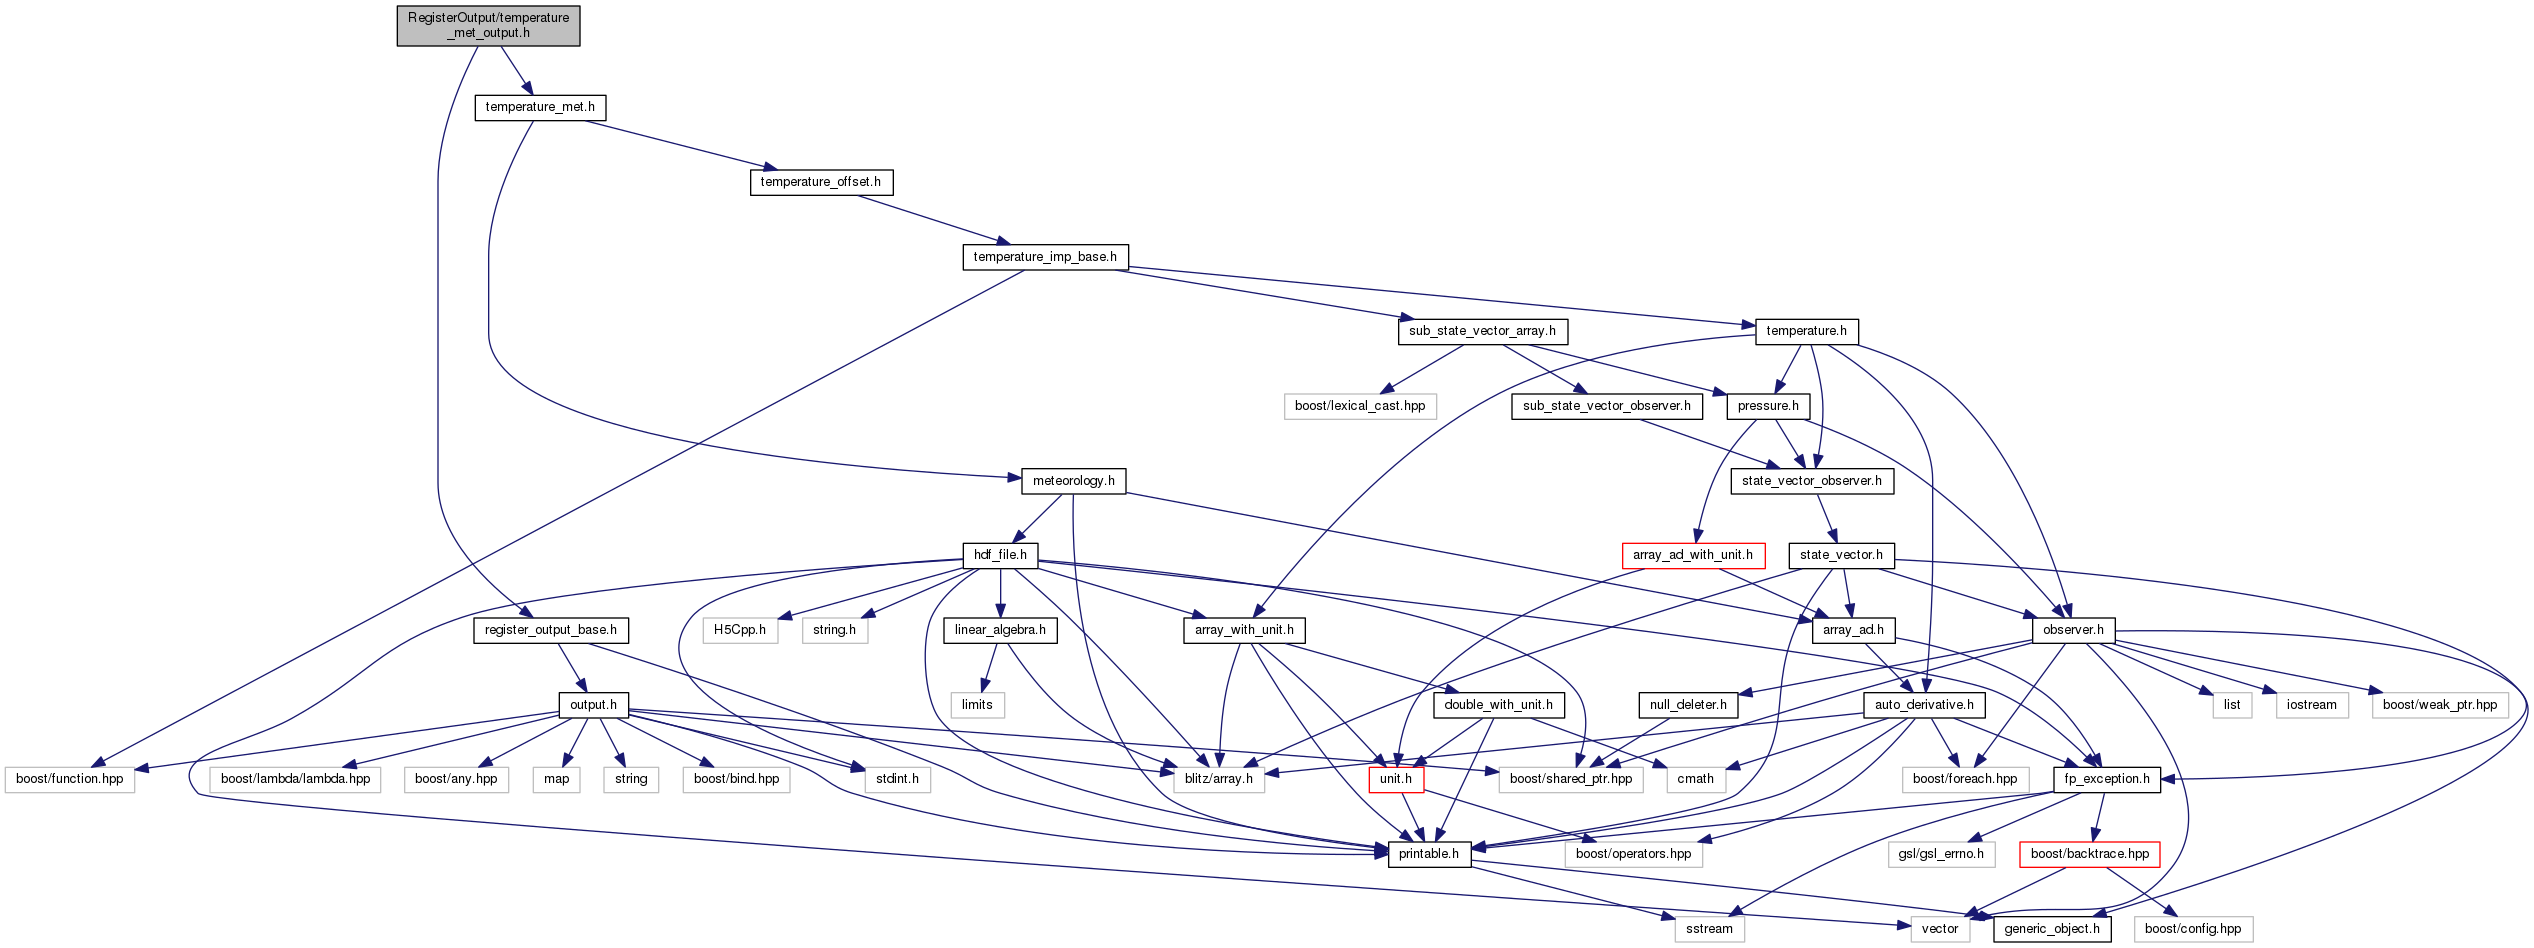 RegisterOutput/temperature
_met_output.h
temperature_met.h
temperature_offset.h
temperature_imp_base.h
sub_state_vector_array.h
temperature.h
boost/lexical_cast.hpp
sub_state_vector_observer.h
pressure.h
meteorology.h
state_vector_observer.h
hdf_file.h
array_ad_with_unit.h
state_vector.h
register_output_base.h
H5Cpp.h
string.h
linear_algebra.h
array_with_unit.h
array_ad.h
observer.h
output.h
limits
double_with_unit.h
null_deleter.h
auto_derivative.h
list
iostream
boost/weak_ptr.hpp
boost/function.hpp
boost/lambda/lambda.hpp
boost/any.hpp
map
string
boost/bind.hpp
stdint.h
blitz/array.h
unit.h
boost/shared_ptr.hpp
cmath
boost/foreach.hpp
fp_exception.h
printable.h
boost/operators.hpp
gsl/gsl_errno.h
boost/backtrace.hpp
sstream
vector
generic_object.h
boost/config.hpp